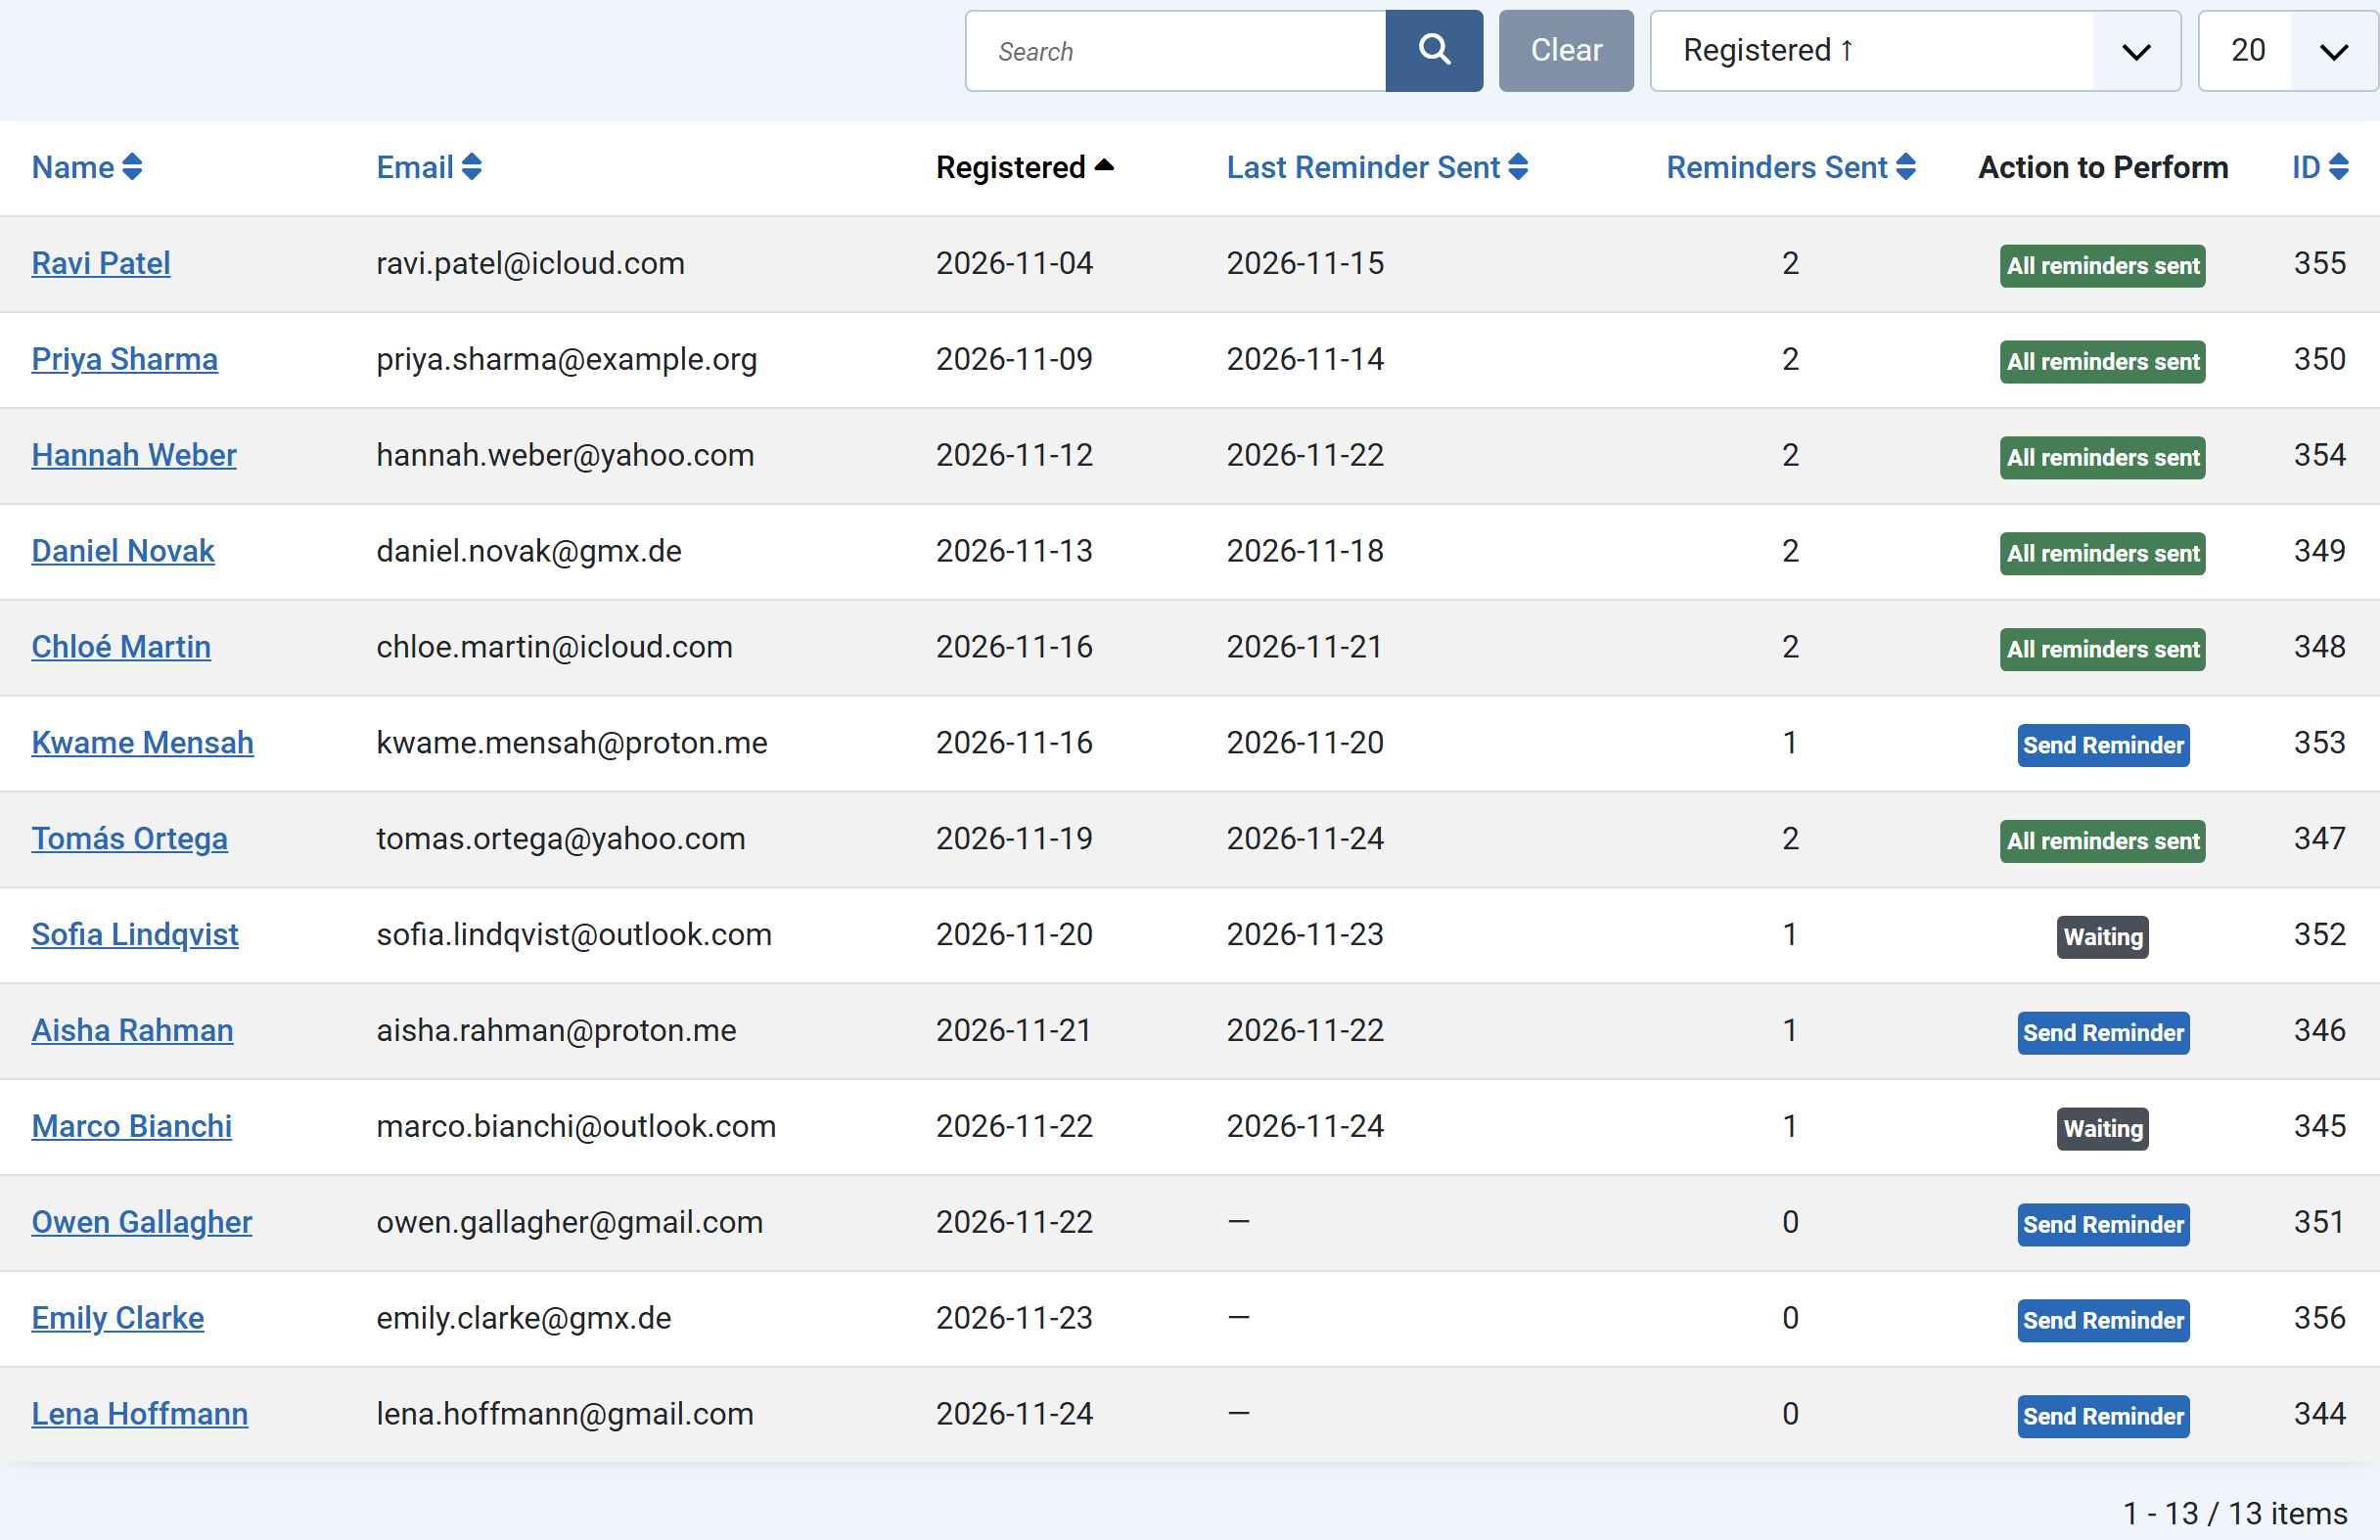 Search Clear Registered ↑ 20
Name Email Registered Last Reminder Sent Reminders Sent Action to Perform ID
Ravi Patel ravi.patel@icloud.com 2026-11-04 2026-11-15 2 All reminders sent 355
Priya Sharma priya.sharma@example.org 2026-11-09 2026-11-14 2 All reminders sent 350
Hannah Weber hannah.weber@yahoo.com 2026-11-12 2026-11-22 2 All reminders sent 354
Daniel Novak daniel.novak@gmx.de 2026-11-13 2026-11-18 2 All reminders sent 349
Chloé Martin chloe.martin@icloud.com 2026-11-16 2026-11-21 2 All reminders sent 348
Kwame Mensah kwame.mensah@proton.me 2026-11-16 2026-11-20 1 Send Reminder 353
Tomás Ortega tomas.ortega@yahoo.com 2026-11-19 2026-11-24 2 All reminders sent 347
Sofia Lindqvist sofia.lindqvist@outlook.com 2026-11-20 2026-11-23 1 Waiting 352
Aisha Rahman aisha.rahman@proton.me 2026-11-21 2026-11-22 1 Send Reminder 346
Marco Bianchi marco.bianchi@outlook.com 2026-11-22 2026-11-24 1 Waiting 345
Owen Gallagher owen.gallagher@gmail.com 2026-11-22 — 0 Send Reminder 351
Emily Clarke emily.clarke@gmx.de 2026-11-23 — 0 Send Reminder 356
Lena Hoffmann lena.hoffmann@gmail.com 2026-11-24 — 0 Send Reminder 344
1 - 13 / 13 items